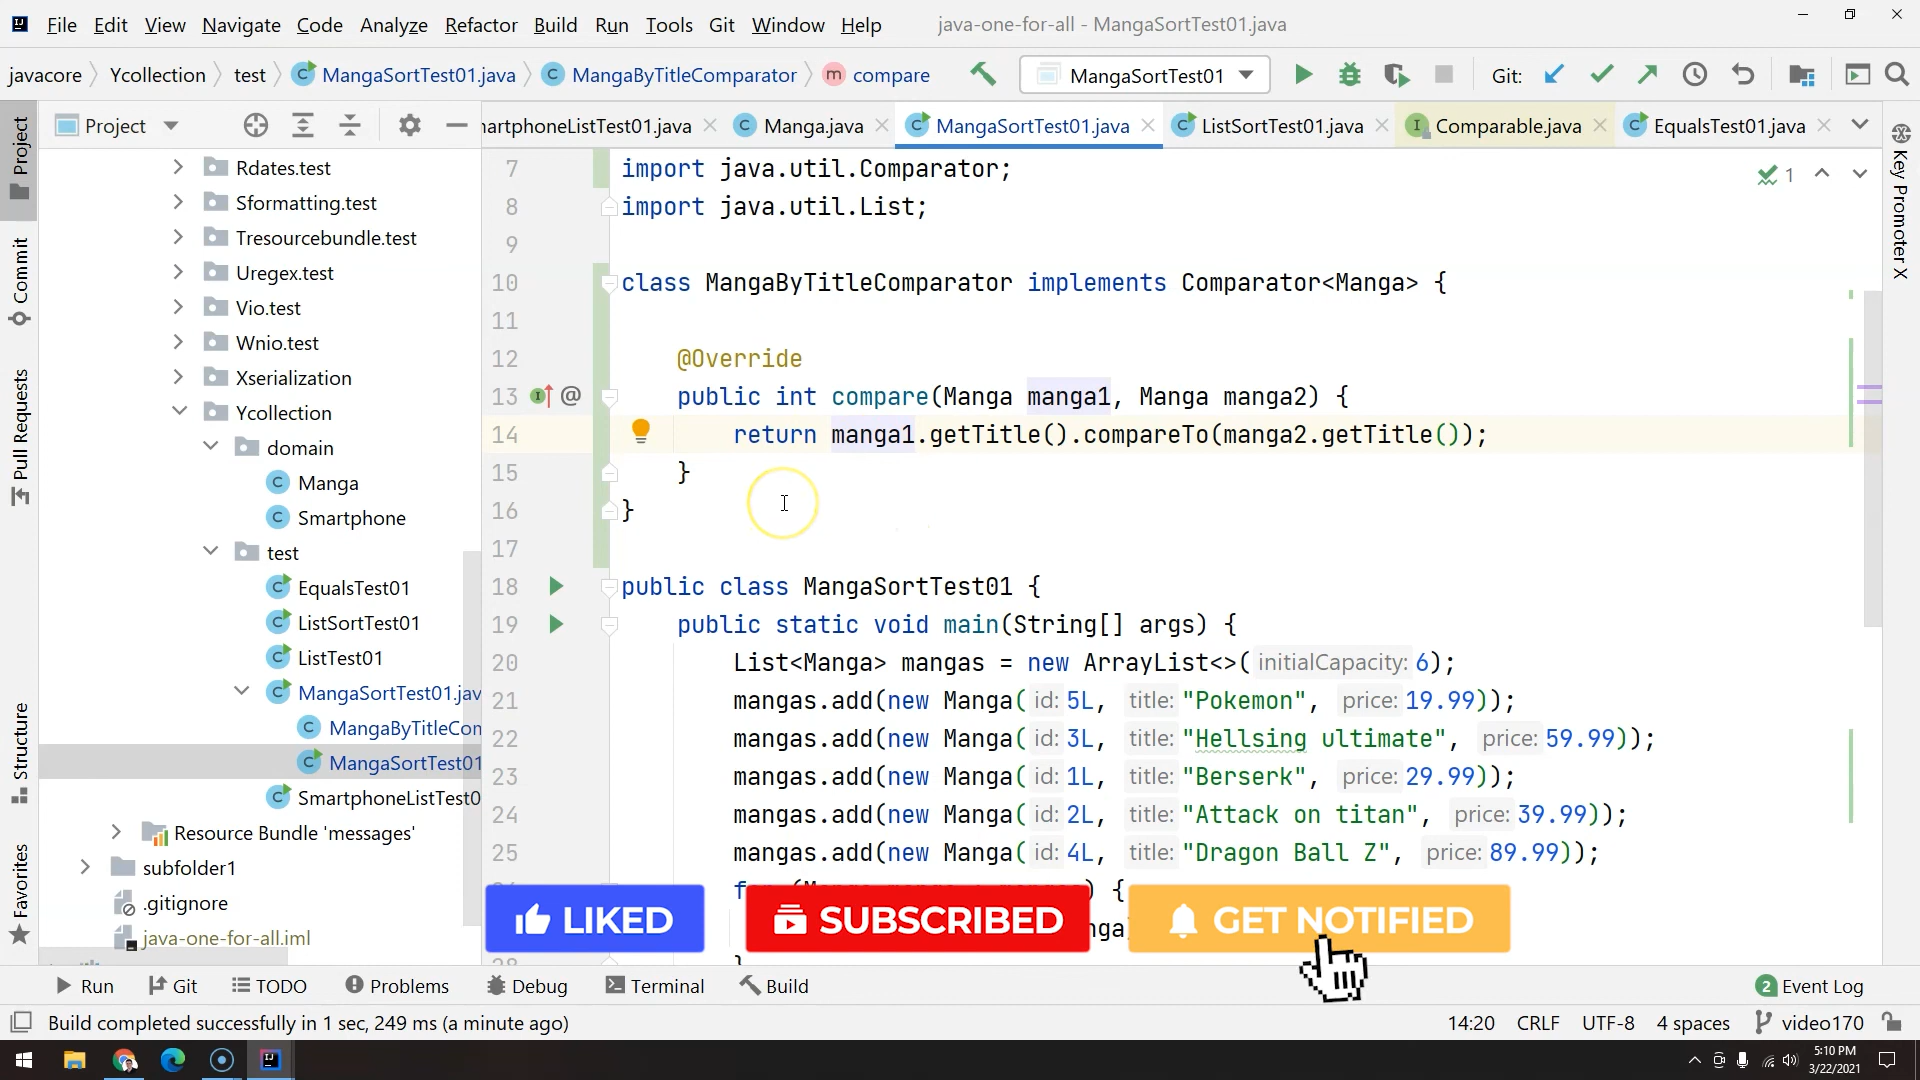 File Edit View Navigate Code Analyze Refactor Build Run Tools Git Window Help java-one-for-all - MangaSortTest01.java
javacore Ycollection test MangaSortTest01.java MangaByTitleComparator compare MangaSortTest01 Git:
Project
artphoneListTest01.java Manga.java MangaSortTest01.java ListSortTest01.java Comparable.java EqualsTest01.java
Project
Commit
Pull Requests
Structure
Favorites
Key Promoter X
Rdates.test
Sformatting.test
Tresourcebundle.test
Uregex.test
Vio.test
Wnio.test
Xserialization
Ycollection
domain
Manga
Smartphone
test
EqualsTest01
ListSortTest01
ListTest01
MangaSortTest01.jav
MangaByTitleCom
MangaSortTest01
SmartphoneListTest0
Resource Bundle 'messages'
subfolder1
.gitignore
java-one-for-all.iml
1
7 import java.util.Comparator;
8 import java.util.List;
9
10 class MangaByTitleComparator implements Comparator<Manga> {
11
12 @Override
13 @ public int compare(Manga manga1, Manga manga2) {
14 return manga1.getTitle().compareTo(manga2.getTitle());
15 }
16 }
17
18 public class MangaSortTest01 {
19 public static void main(String[] args) {
20 List<Manga> mangas = new ArrayList<>( initialCapacity: 6);
21 mangas.add(new Manga( id: 5L, title: "Pokemon", price: 19.99));
22 mangas.add(new Manga( id: 3L, title: "Hellsing ultimate", price: 59.99));
23 mangas.add(new Manga( id: 1L, title: "Berserk", price: 29.99));
24 mangas.add(new Manga( id: 2L, title: "Attack on titan", price: 39.99));
25 mangas.add(new Manga( id: 4L, title: "Dragon Ball Z", price: 89.99));
LIKED SUBSCRIBED GET NOTIFIED
Run Git TODO Problems Debug Terminal Build 2 Event Log
Build completed successfully in 1 sec, 249 ms (a minute ago) 14:20 CRLF UTF-8 4 spaces video170
5:10 PM
3/22/2021